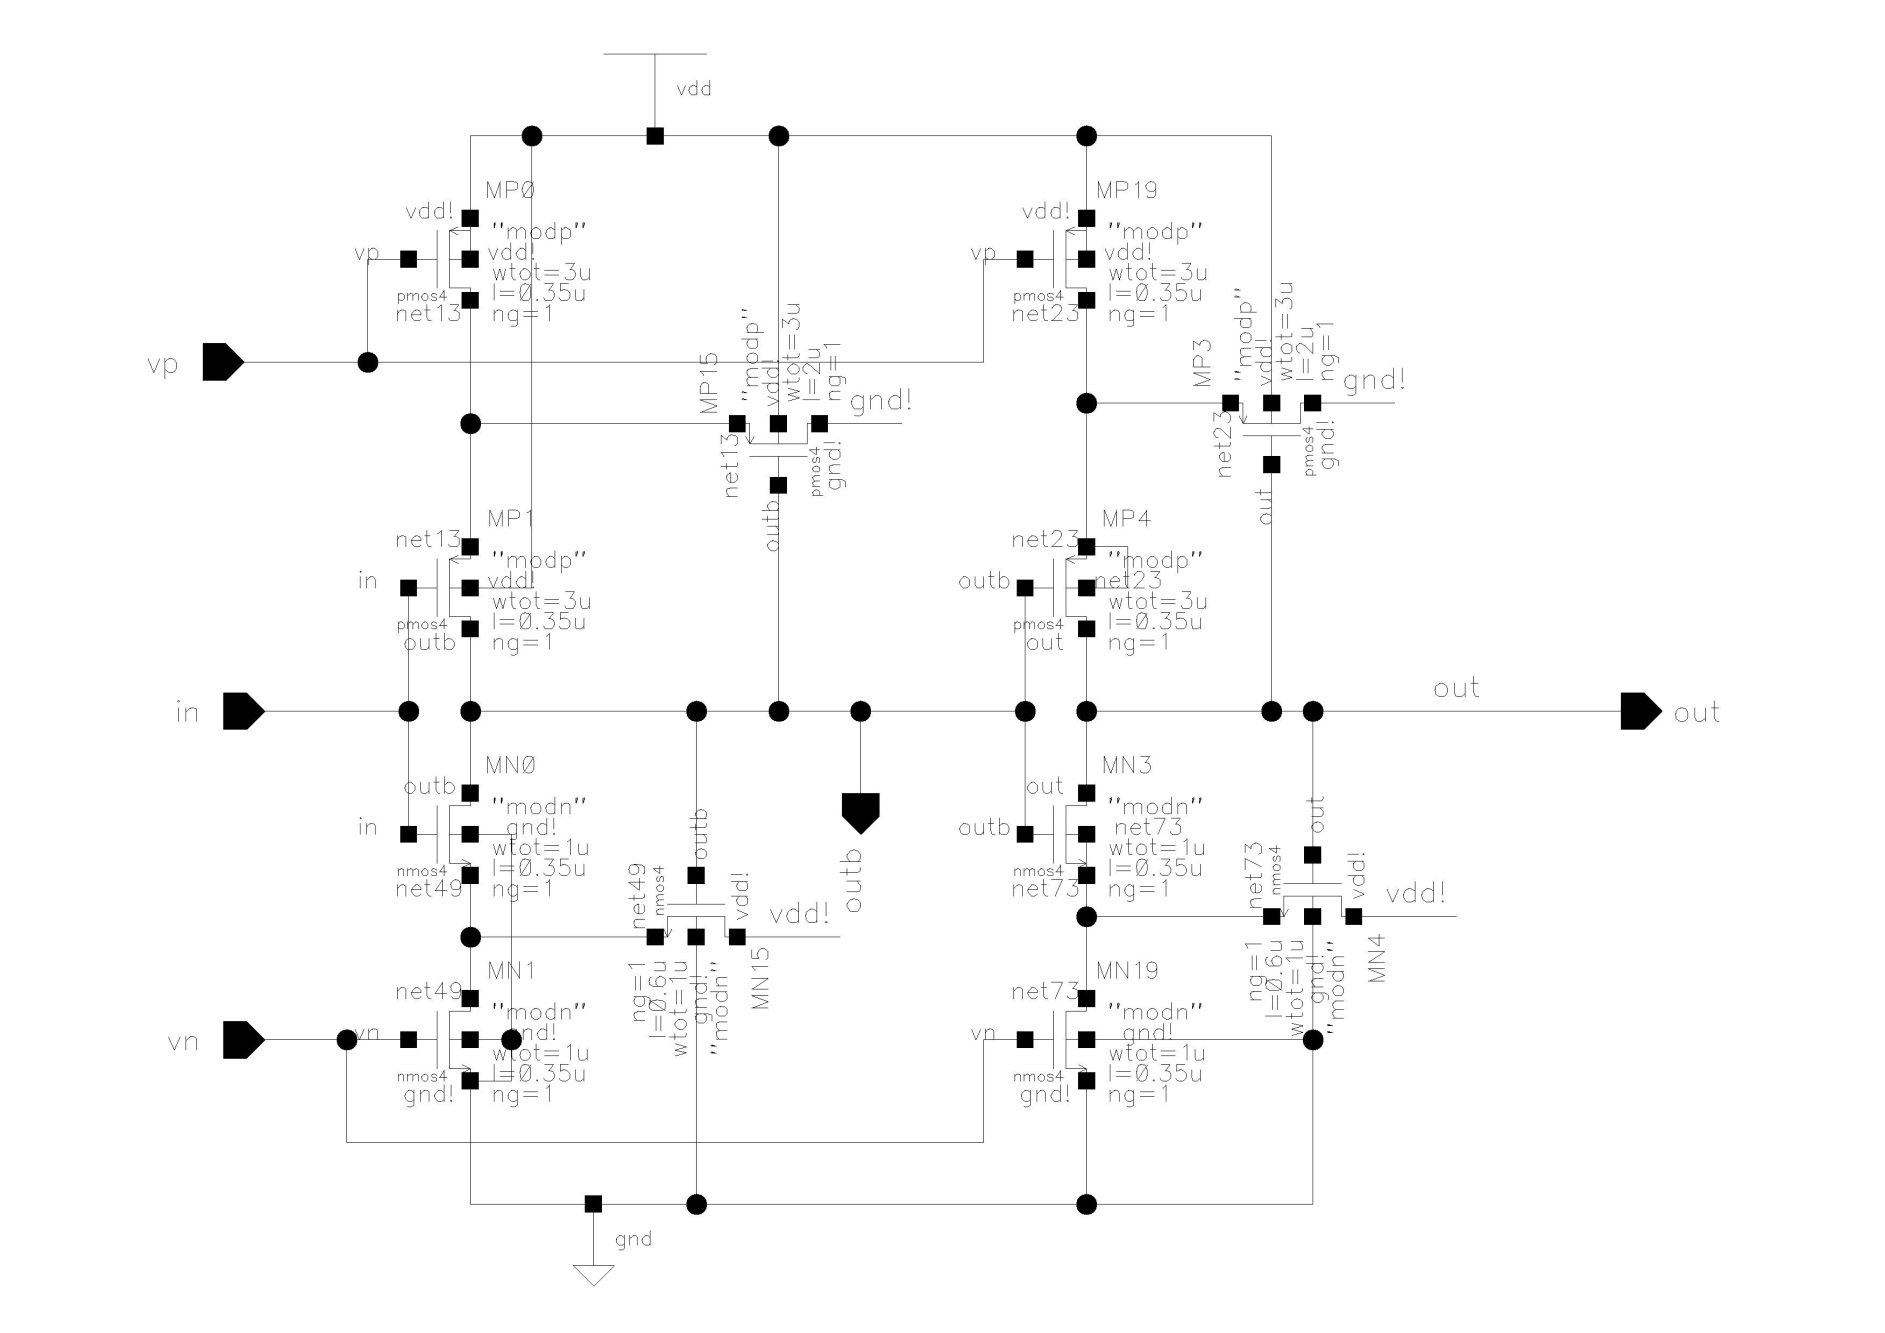 vdd
MP0
vdd!
"modp"
vp
vdd!
wtot=3u
l=0.35u
pmos4
net13
ng=1
MP19
vdd!
"modp"
vp
vdd!
wtot=3u
l=0.35u
pmos4
net23
ng=1
vp
MP15
"modp"
vdd!
wtot=3u
l=2u
ng=1
gnd!
net13
pmos4
gnd!
outb
MP3
"modp"
vdd!
wtot=3u
l=2u
ng=1
gnd!
net23
pmos4
gnd!
out
MP1
net13
"modp"
in
vdd!
wtot=3u
l=0.35u
pmos4
outb
ng=1
MP4
net23
"modp"
outb
net23
wtot=3u
l=0.35u
pmos4
out
ng=1
in
out
out
MN0
outb
"modn"
in
gnd!
wtot=1u
l=0.35u
nmos4
net49
ng=1
outb
net49
nmos4
vdd!
vdd!
ng=1
l=0.6u
wtot=1u
gnd!
"modn"
MN15
outb
MN3
out
"modn"
outb
net73
wtot=1u
l=0.35u
nmos4
net73
ng=1
out
net73
nmos4
vdd!
vdd!
ng=1
l=0.6u
wtot=1u
gnd!
"modn"
MN4
MN1
net49
"modn"
vn
vn
gnd!
wtot=1u
l=0.35u
nmos4
gnd!
ng=1
MN19
net73
"modn"
vn
gnd!
wtot=1u
l=0.35u
nmos4
gnd!
ng=1
gnd